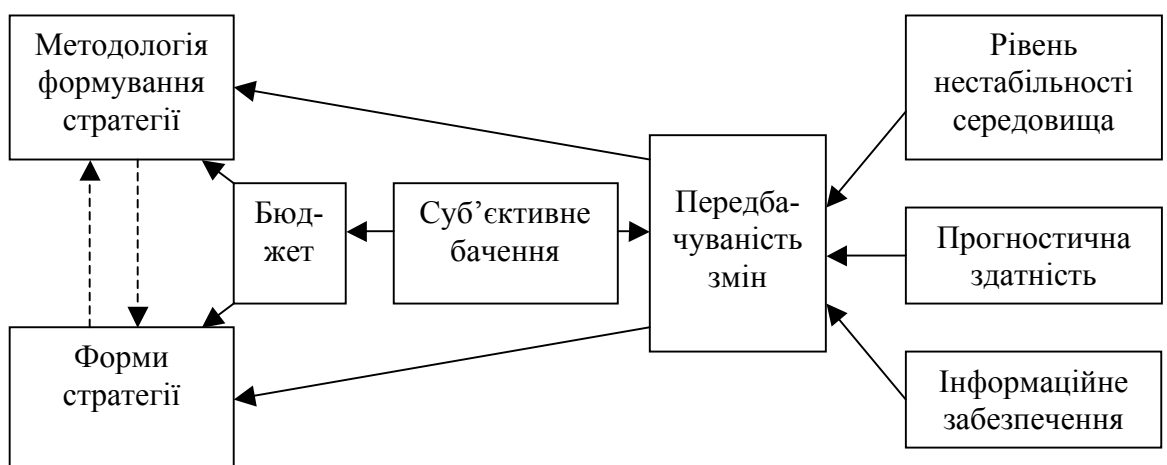 Методологія
формування
стратегії
Бюд-
жет
Суб’єктивне
бачення
Форми
стратегії
Передба-
чуваність
змін
Рівень
нестабільності
середовища
Прогностична
здатність
Інформаційне
забезпечення